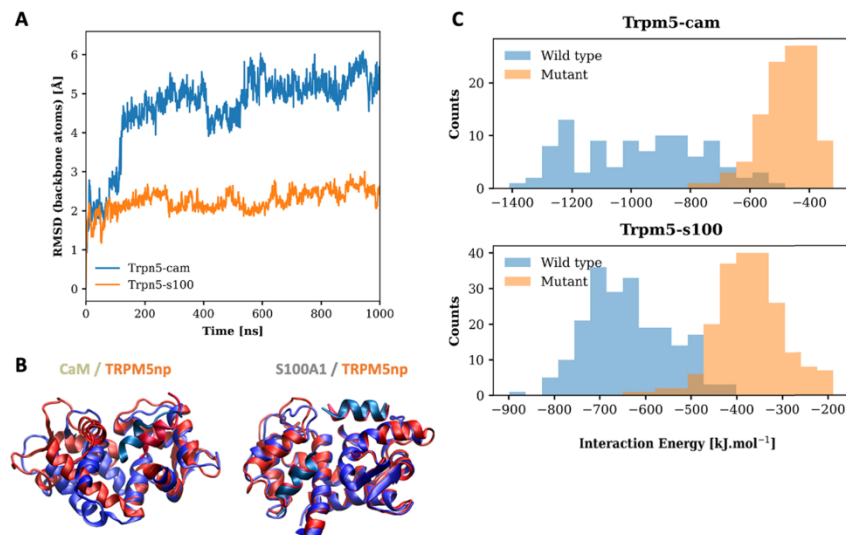 A
RMSD (backbone atoms) [Å]
6
5
4
3
2
1
0
Trpn5-cam
Trpn5-s100
0 200 400 600 800 1000
Time [ns]
B
CaM / TRPM5np
S100A1 / TRPM5np
C
Trpm5-cam
Counts
20
10
0
Wild type
Mutant
−1400 −1200 −1000 −800 −600 −400
Trpm5-s100
Counts
40
30
20
10
0
Wild type
Mutant
−900 −800 −700 −600 −500 −400 −300 −200
Interaction Energy [kJ.mol⁻¹]